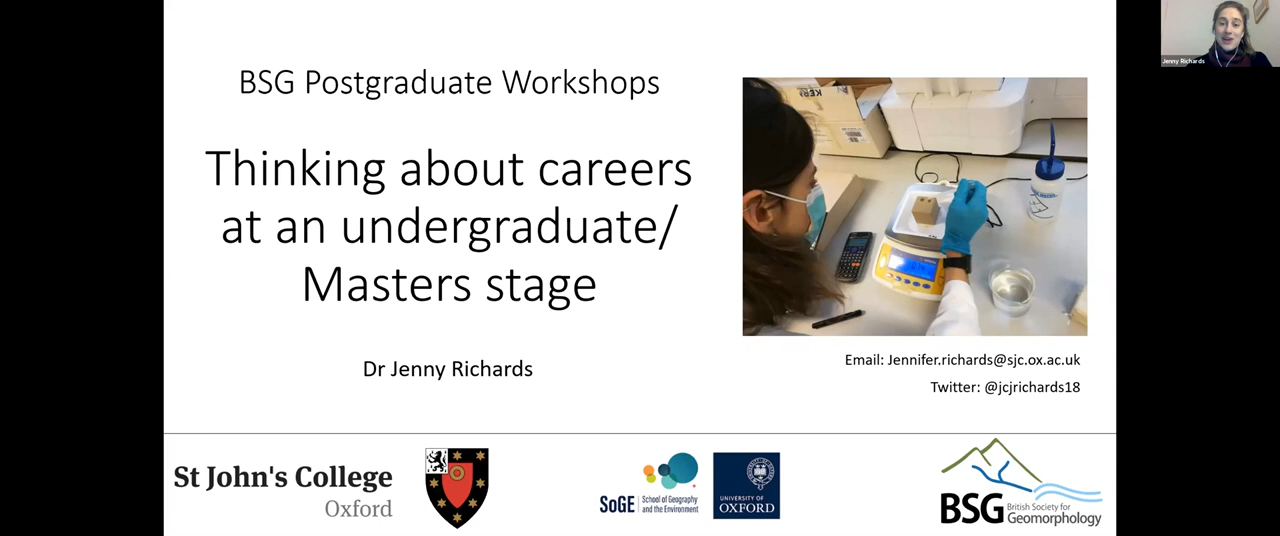 BSG Postgraduate Workshops
Thinking about careers
at an undergraduate/
Masters stage
Dr Jenny Richards
Email: Jennifer.richards@sjc.ox.ac.uk
Twitter: @jcjrichards18
St John's College
Oxford
SoGE
School of Geography
and the Environment
UNIVERSITY OF
OXFORD
BSG
British Society for
Geomorphology
Jenny Richards